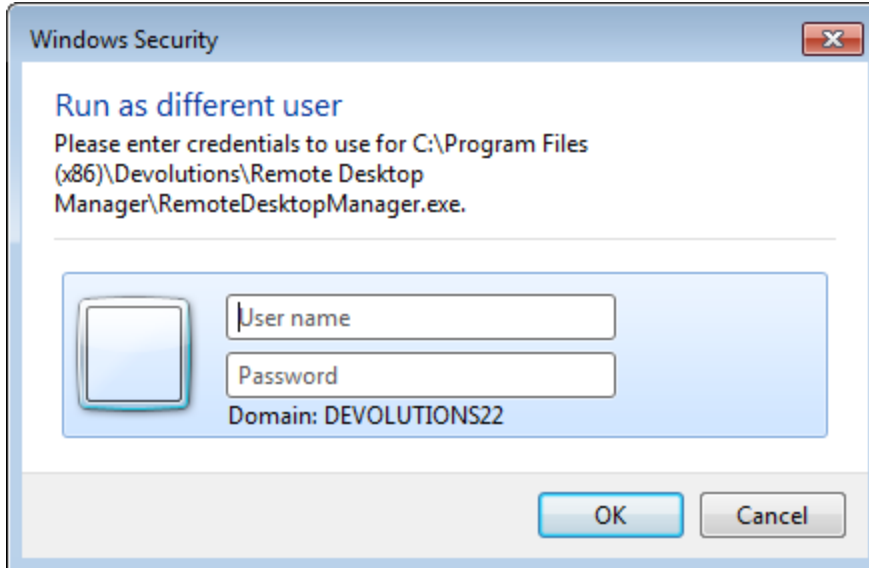 Windows Security
Run as different user
Please enter credentials to use for C:\Program Files
(x86)\Devolutions\Remote Desktop
Manager\RemoteDesktopManager.exe.
User name
Password
Domain: DEVOLUTIONS22
OK
Cancel